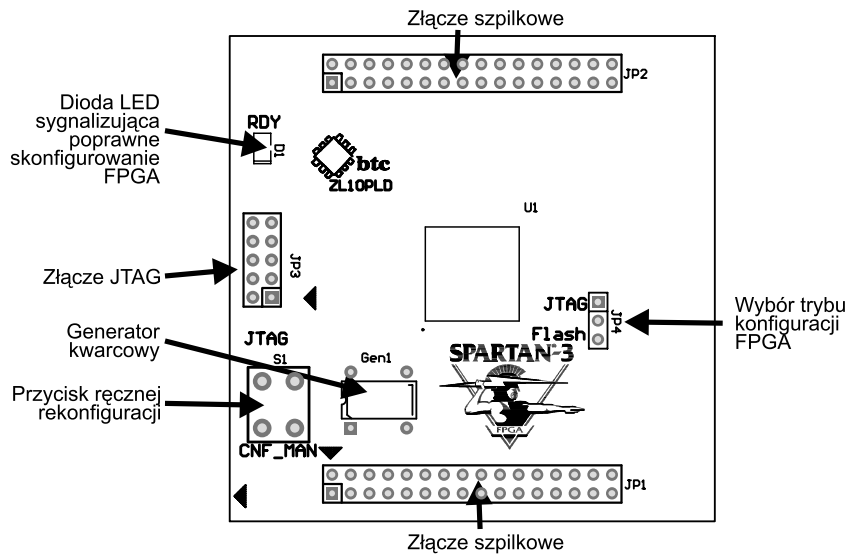 Złącze szpilkowe
JP2
Dioda LED
sygnalizująca
poprawne
skonfigurowanie
FPGA
RDY
D1
btc
ZL10PLD
U1
Złącze JTAG
JP3
JTAG
JTAG
Flash
JP4
Wybór trybu
konfiguracji
FPGA
Generator
kwarcowy
S1
Gen1
SPARTAN-3
FPGA
Przycisk ręcznej
rekonfiguracji
CNF_MAN
JP1
Złącze szpilkowe